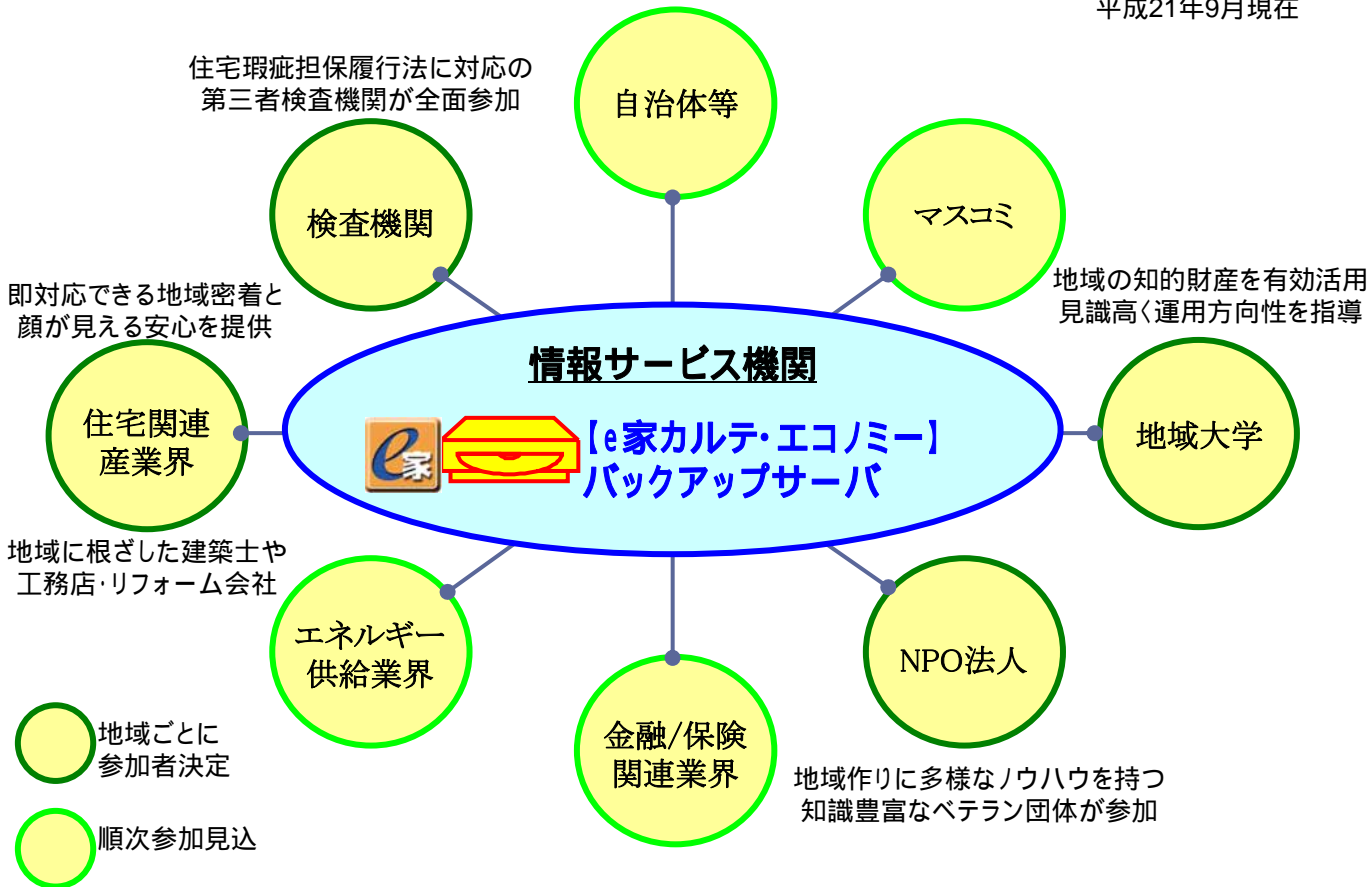 平成21年9月現在
住宅瑕疵担保履行法に対応の
第三者検査機関が全面参加
自治体等
検査機関
マスコミ
即対応できる地域密着と
顔が見える安心を提供
地域の知的財産を有効活用
見識高く運用方向性を指導
情報サービス機関
e家
【e家カルテ・エコノミー】
バックアップサーバ
住宅関連
産業界
地域大学
地域に根ざした建築士や
工務店・リフォーム会社
エネルギー
供給業界
NPO法人
金融/保険
関連業界
地域作りに多様なノウハウを持つ
知識豊富なベテラン団体が参加
地域ごとに
参加者決定
順次参加見込